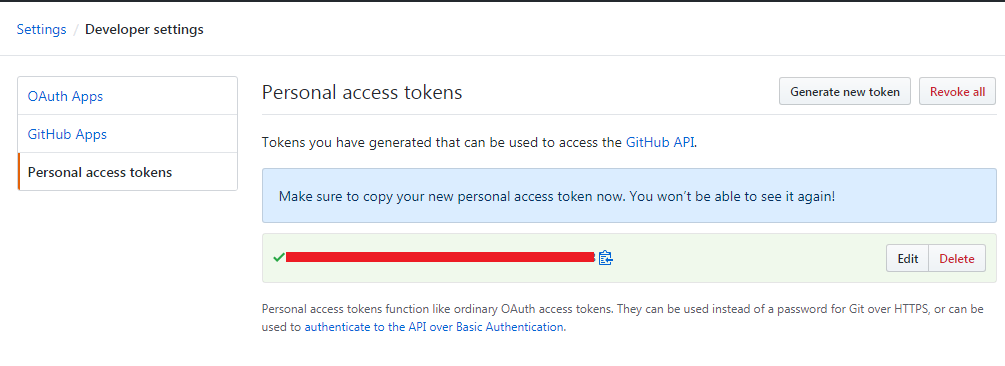 Settings / Developer settings
OAuth Apps
GitHub Apps
Personal access tokens
Personal access tokens
Generate new token
Revoke all
Tokens you have generated that can be used to access the GitHub API.
Make sure to copy your new personal access token now. You won’t be able to see it again!
Edit
Delete
Personal access tokens function like ordinary OAuth access tokens. They can be used instead of a password for Git over HTTPS, or can be
used to authenticate to the API over Basic Authentication.